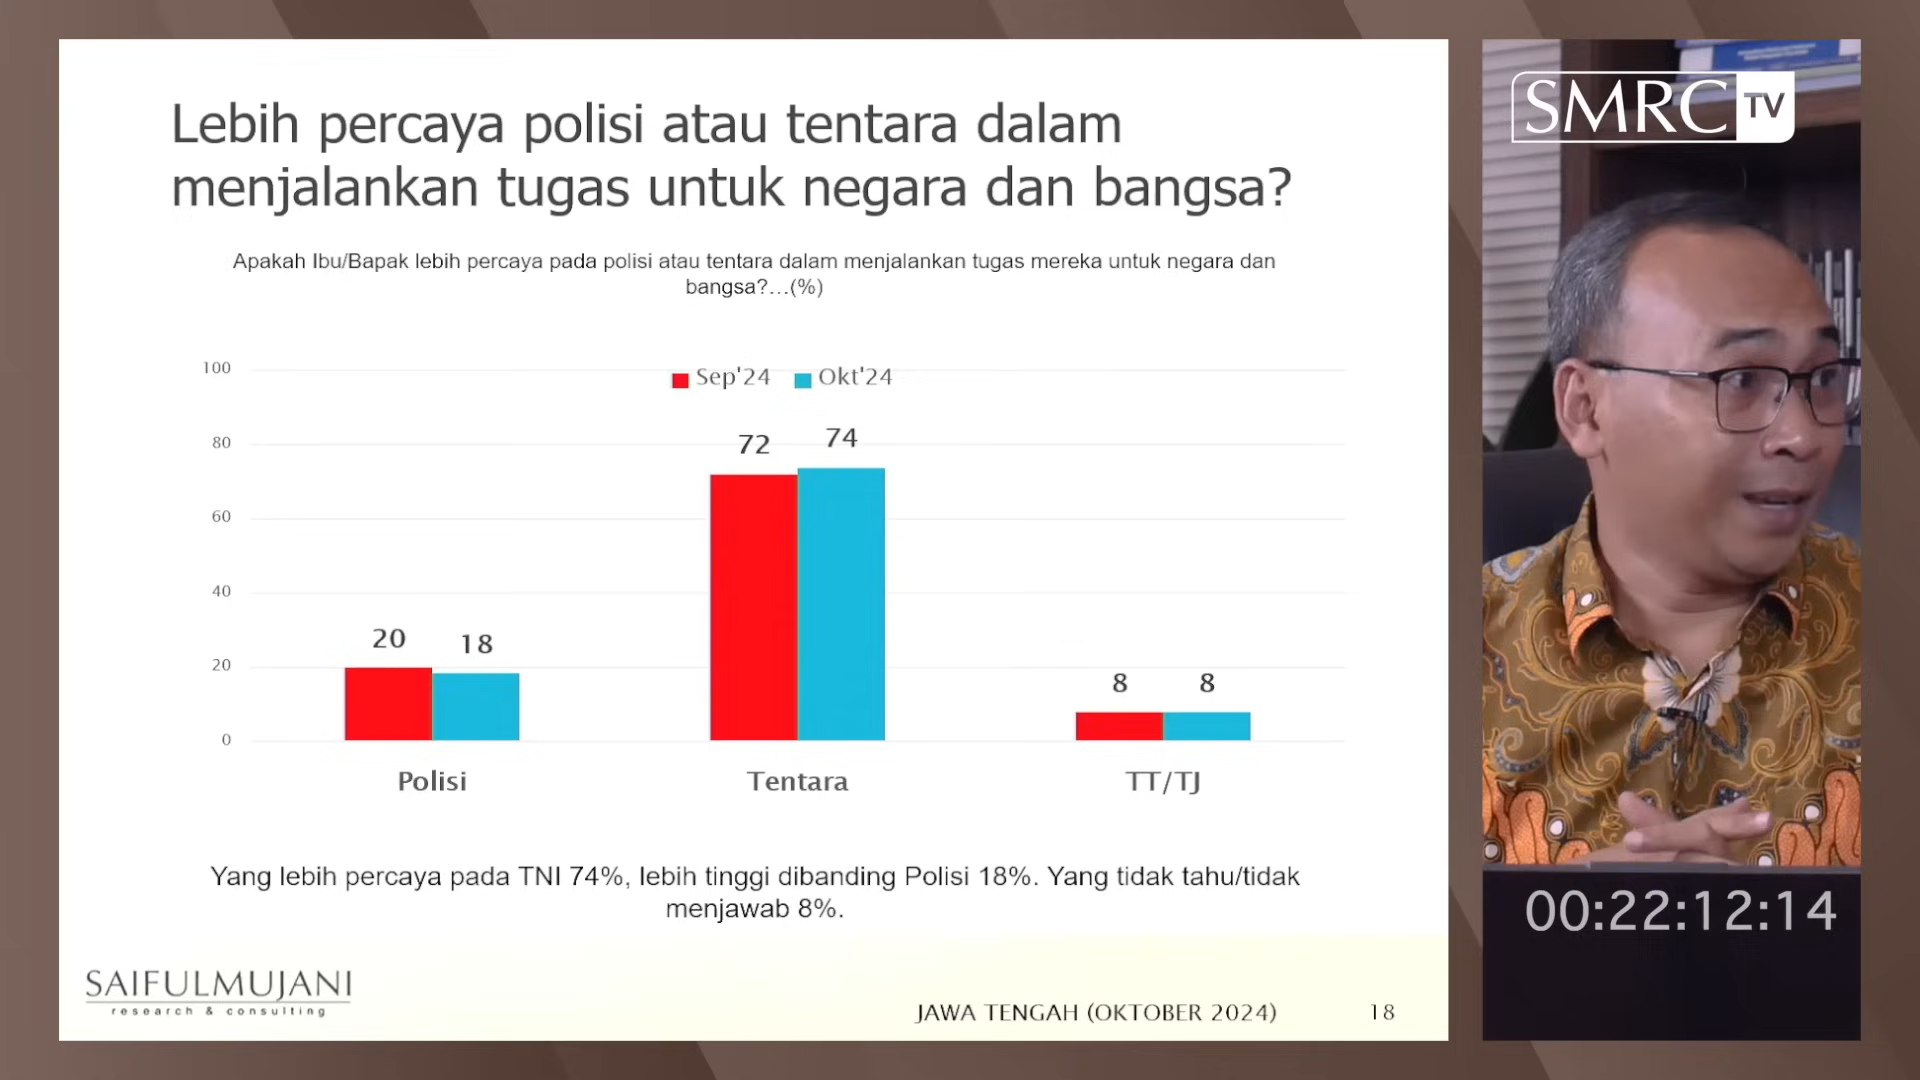 Lebih percaya polisi atau tentara dalam
menjalankan tugas untuk negara dan bangsa?
Apakah Ibu/Bapak lebih percaya pada polisi atau tentara dalam menjalankan tugas mereka untuk negara dan
bangsa?...(%)
100
80
60
40
20
0
Sep'24 Okt'24
20 18
72 74
8 8
Polisi Tentara TT/TJ
Yang lebih percaya pada TNI 74%, lebih tinggi dibanding Polisi 18%. Yang tidak tahu/tidak
menjawab 8%.
SAIFULMUJANI
research & consulting
JAWA TENGAH (OKTOBER 2024) 18
SMRC TV
00:22:12:14